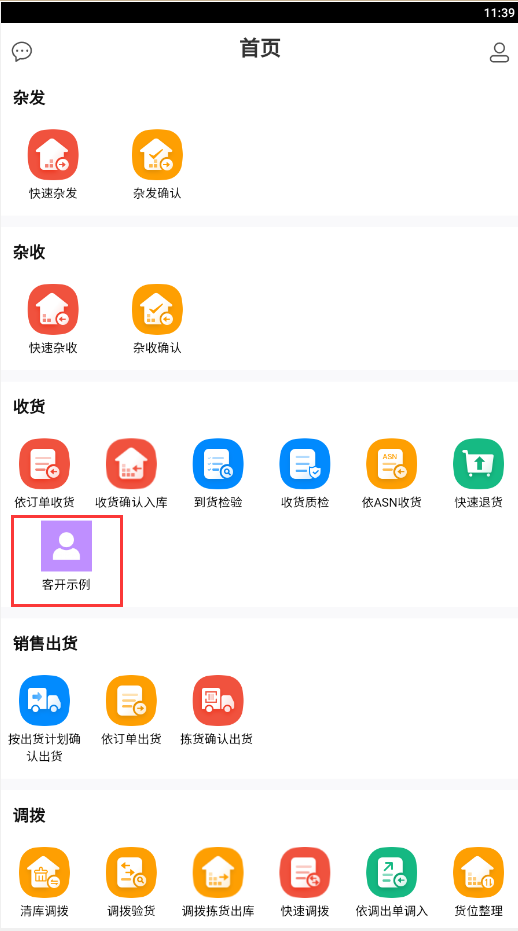 11:39
首页
杂发
快速杂发
杂发确认
杂收
快速杂收
杂收确认
收货
依订单收货
收货确认入库
到货检验
收货质检
ASN
依ASN收货
快速退货
客开示例
销售出货
按出货计划确
认出货
依订单出货
拣货确认出货
调拨
清库调拨
调拨验货
调拨拣货出库
快速调拨
依调出单调入
货位整理